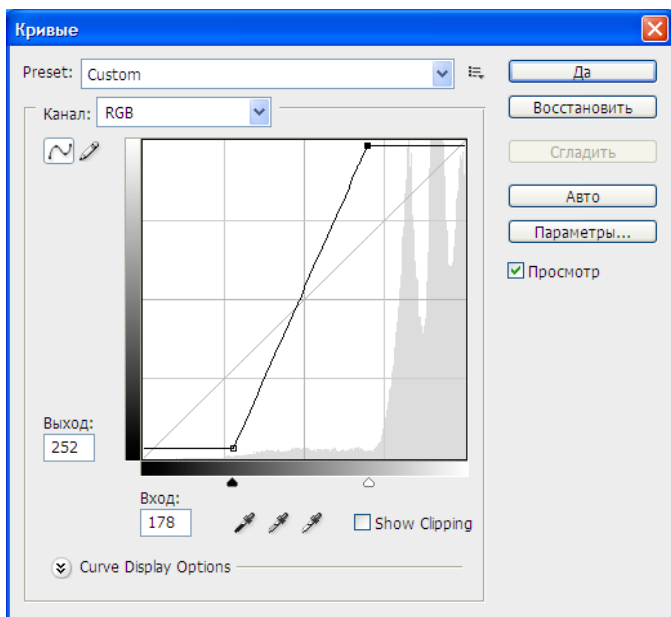 Кривые
Preset: Custom
Да
Канал: RGB
Восстановить
Сгладить
Авто
Параметры...
Просмотр
Выход:
252
Вход:
178
Show Clipping
Curve Display Options